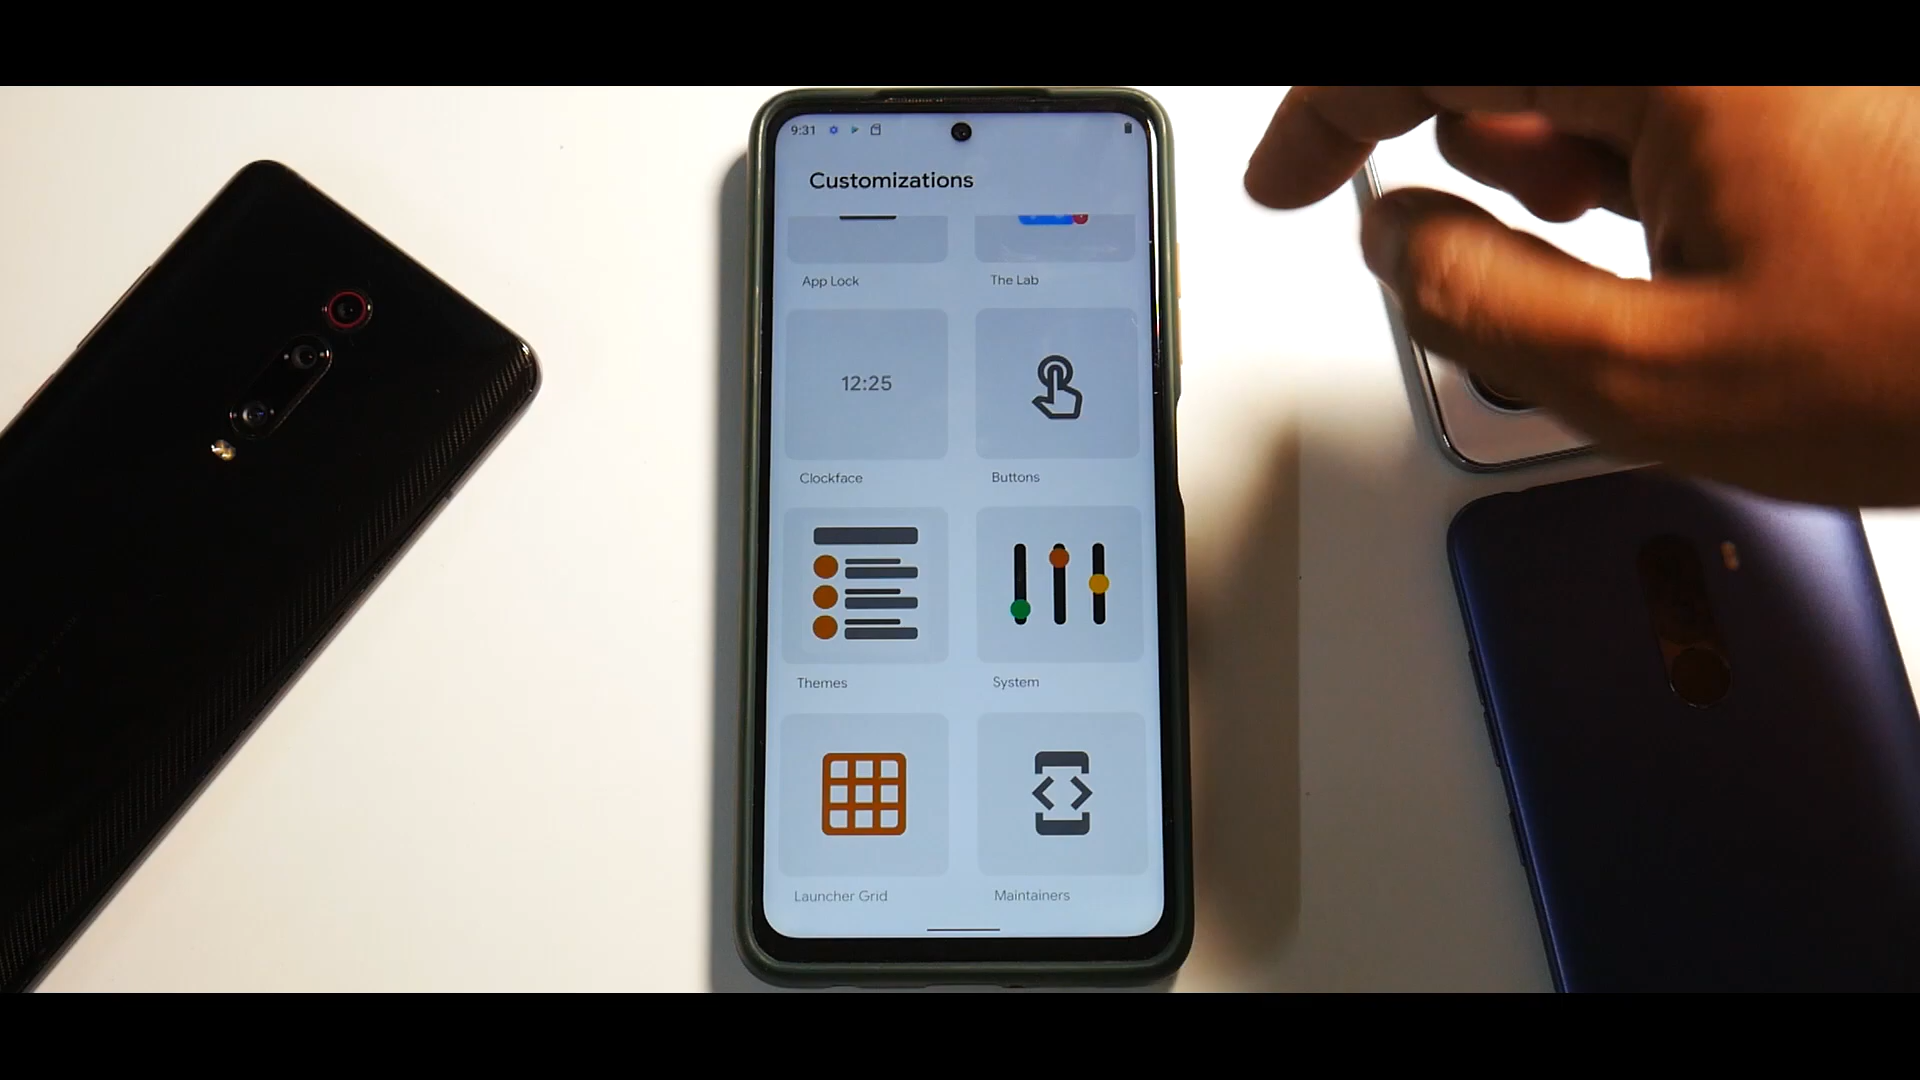 9:31
Customizations
App Lock
The Lab
12:25
Clockface
Buttons
Themes
System
Launcher Grid
Maintainers